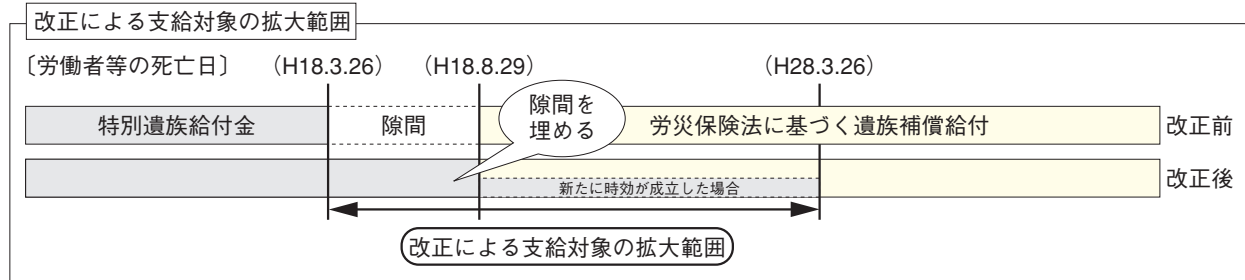 改正による支給対象の拡大範囲
〔労働者等の死亡日〕 （H18.3.26） （H18.8.29） （H28.3.26）
特別遺族給付金 隙間 隙間を埋める 労災保険法に基づく遺族補償給付 改正前
新たに時効が成立した場合 改正後
改正による支給対象の拡大範囲